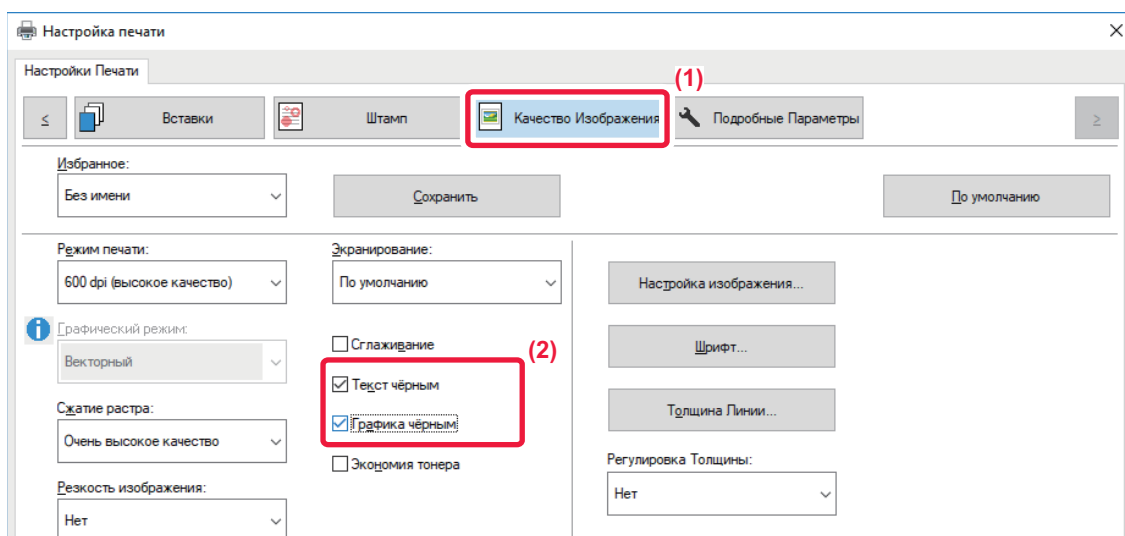 Настройка печати
Настройки Печати
(1)
<
Вставки
Штамп
Качество Изображения
Подробные Параметры
>
Избранное:
Без имени
Сохранить
По умолчанию
Режим печати:
Экранирование:
600 dpi (высокое качество)
По умолчанию
Настройка изображения...
Графический режим:
Сглаживание
(2)
Векторный
Шрифт...
Текст чёрным
Сжатие растра:
Графика чёрным
Толщина Линии...
Очень высокое качество
Экономия тонера
Регулировка Толщины:
Резкость изображения:
Нет
Нет